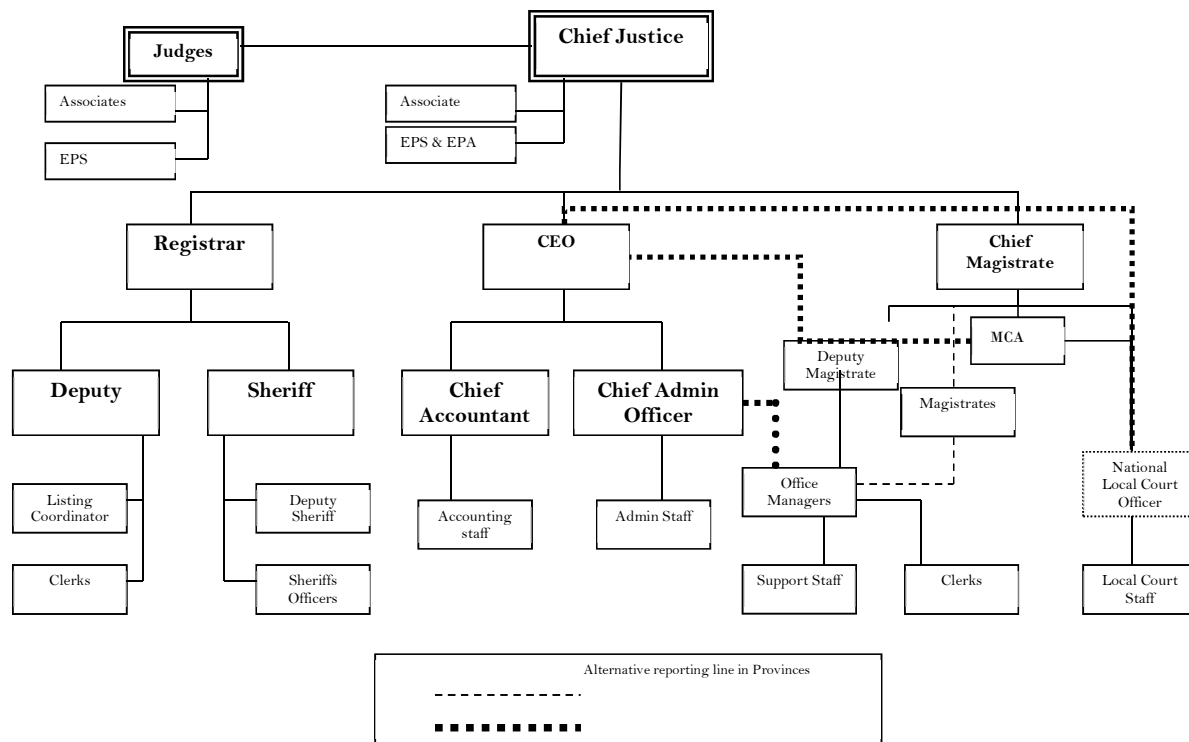 Chief Justice
Judges
Associates
Associate
EPS & EPA
EPS
Registrar
CEO
Chief
Magistrate
MCA
Deputy
Magistrate
Deputy
Sheriff
Chief
Accountant
Chief Admin
Officer
Magistrates
National
Local Court
Officer
Office
Managers
Listing
Coordinator
Deputy
Sheriff
Accounting
staff
Admin Staff
Clerks
Sheriffs
Officers
Support Staff
Clerks
Local Court
Staff
Alternative reporting line in Provinces